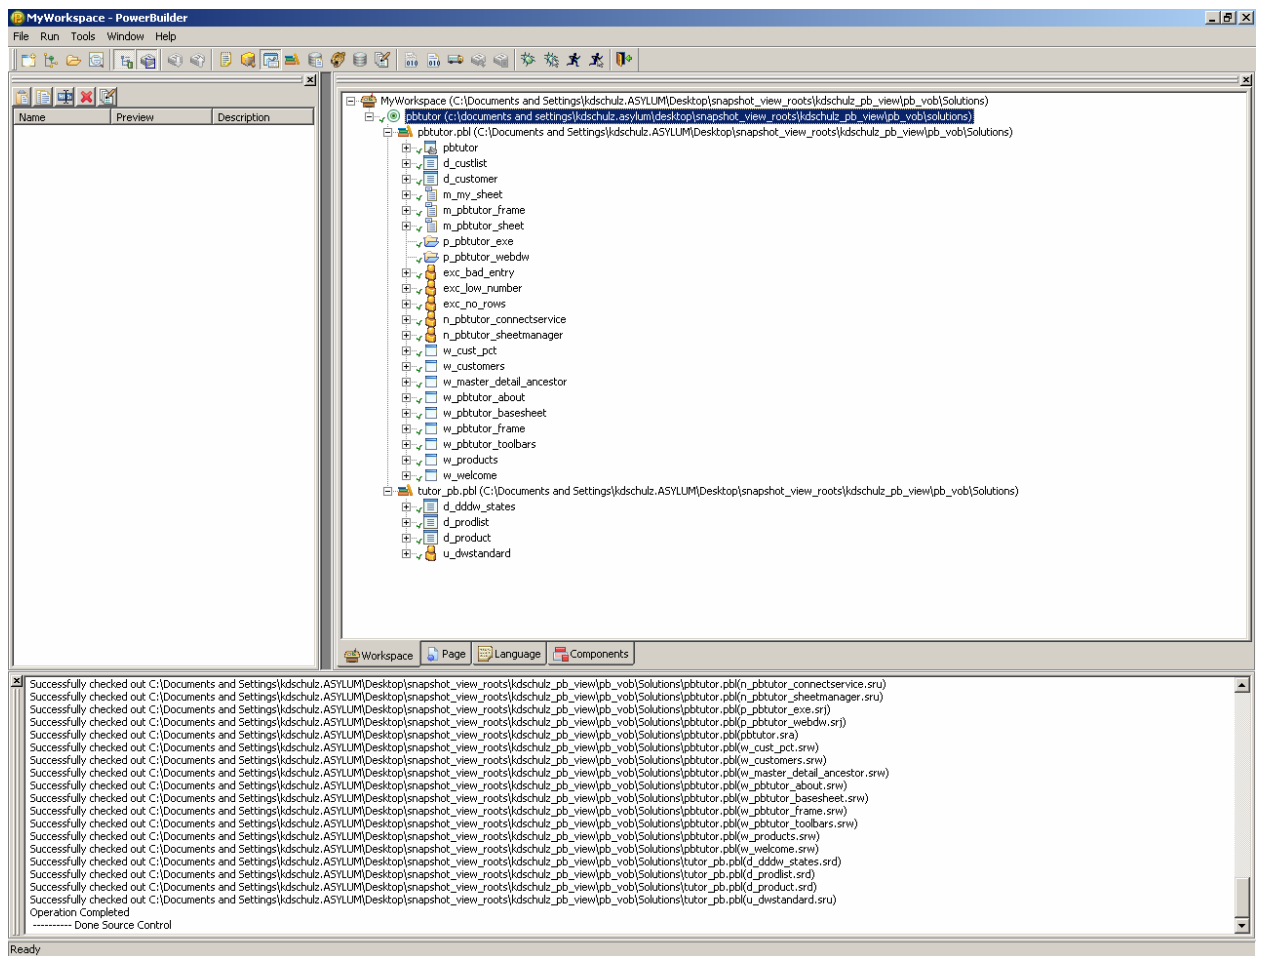 MyWorkspace - PowerBuilder
File Run Tools Window Help
Name Preview Description
MyWorkspace (C:\Documents and Settings\kdschulz.ASYLUM\Desktop\snapshot_view_roots\kdschulz_pb_view\pb_vob\Solutions)
pbtutor (c:\documents and settings\kdschulz.asylum\desktop\snapshot_view_roots\kdschulz_pb_view\pb_vob\solutions)
pbtutor.pbl (C:\Documents and Settings\kdschulz.ASYLUM\Desktop\snapshot_view_roots\kdschulz_pb_view\pb_vob\Solutions)
pbtutor
d_custlist
d_customer
m_my_sheet
m_pbtutor_frame
m_pbtutor_sheet
p_pbtutor_exe
p_pbtutor_webdw
exc_bad_entry
exc_low_number
exc_no_rows
n_pbtutor_connectservice
n_pbtutor_sheetmanager
w_cust_pct
w_customers
w_master_detail_ancestor
w_pbtutor_about
w_pbtutor_basesheet
w_pbtutor_frame
w_pbtutor_toolbars
w_products
w_welcome
tutor_pb.pbl (C:\Documents and Settings\kdschulz.ASYLUM\Desktop\snapshot_view_roots\kdschulz_pb_view\pb_vob\Solutions)
d_dddw_states
d_prodlist
d_product
u_dwstandard
Workspace Page Language Components
Successfully checked out C:\Documents and Settings\kdschulz.ASYLUM\Desktop\snapshot_view_roots\kdschulz_pb_view\pb_vob\Solutions\pbtutor.pbl(n_pbtutor_connectservice.sru)
Successfully checked out C:\Documents and Settings\kdschulz.ASYLUM\Desktop\snapshot_view_roots\kdschulz_pb_view\pb_vob\Solutions\pbtutor.pbl(n_pbtutor_sheetmanager.sru)
Successfully checked out C:\Documents and Settings\kdschulz.ASYLUM\Desktop\snapshot_view_roots\kdschulz_pb_view\pb_vob\Solutions\pbtutor.pbl(p_pbtutor_exe.srj)
Successfully checked out C:\Documents and Settings\kdschulz.ASYLUM\Desktop\snapshot_view_roots\kdschulz_pb_view\pb_vob\Solutions\pbtutor.pbl(p_pbtutor_webdw.srj)
Successfully checked out C:\Documents and Settings\kdschulz.ASYLUM\Desktop\snapshot_view_roots\kdschulz_pb_view\pb_vob\Solutions\pbtutor.pbl(pbtutor.sra)
Successfully checked out C:\Documents and Settings\kdschulz.ASYLUM\Desktop\snapshot_view_roots\kdschulz_pb_view\pb_vob\Solutions\pbtutor.pbl(w_cust_pct.srw)
Successfully checked out C:\Documents and Settings\kdschulz.ASYLUM\Desktop\snapshot_view_roots\kdschulz_pb_view\pb_vob\Solutions\pbtutor.pbl(w_customers.srw)
Successfully checked out C:\Documents and Settings\kdschulz.ASYLUM\Desktop\snapshot_view_roots\kdschulz_pb_view\pb_vob\Solutions\pbtutor.pbl(w_master_detail_ancestor.srw)
Successfully checked out C:\Documents and Settings\kdschulz.ASYLUM\Desktop\snapshot_view_roots\kdschulz_pb_view\pb_vob\Solutions\pbtutor.pbl(w_pbtutor_about.srw)
Successfully checked out C:\Documents and Settings\kdschulz.ASYLUM\Desktop\snapshot_view_roots\kdschulz_pb_view\pb_vob\Solutions\pbtutor.pbl(w_pbtutor_basesheet.srw)
Successfully checked out C:\Documents and Settings\kdschulz.ASYLUM\Desktop\snapshot_view_roots\kdschulz_pb_view\pb_vob\Solutions\pbtutor.pbl(w_pbtutor_frame.srw)
Successfully checked out C:\Documents and Settings\kdschulz.ASYLUM\Desktop\snapshot_view_roots\kdschulz_pb_view\pb_vob\Solutions\pbtutor.pbl(w_pbtutor_toolbars.srw)
Successfully checked out C:\Documents and Settings\kdschulz.ASYLUM\Desktop\snapshot_view_roots\kdschulz_pb_view\pb_vob\Solutions\pbtutor.pbl(w_products.srw)
Successfully checked out C:\Documents and Settings\kdschulz.ASYLUM\Desktop\snapshot_view_roots\kdschulz_pb_view\pb_vob\Solutions\pbtutor.pbl(w_welcome.srw)
Successfully checked out C:\Documents and Settings\kdschulz.ASYLUM\Desktop\snapshot_view_roots\kdschulz_pb_view\pb_vob\Solutions\tutor_pb.pbl(d_dddw_states.srd)
Successfully checked out C:\Documents and Settings\kdschulz.ASYLUM\Desktop\snapshot_view_roots\kdschulz_pb_view\pb_vob\Solutions\tutor_pb.pbl(d_prodlist.srd)
Successfully checked out C:\Documents and Settings\kdschulz.ASYLUM\Desktop\snapshot_view_roots\kdschulz_pb_view\pb_vob\Solutions\tutor_pb.pbl(d_product.srd)
Successfully checked out C:\Documents and Settings\kdschulz.ASYLUM\Desktop\snapshot_view_roots\kdschulz_pb_view\pb_vob\Solutions\tutor_pb.pbl(u_dwstandard.sru)
Operation Completed
---------- Done Source Control
Ready